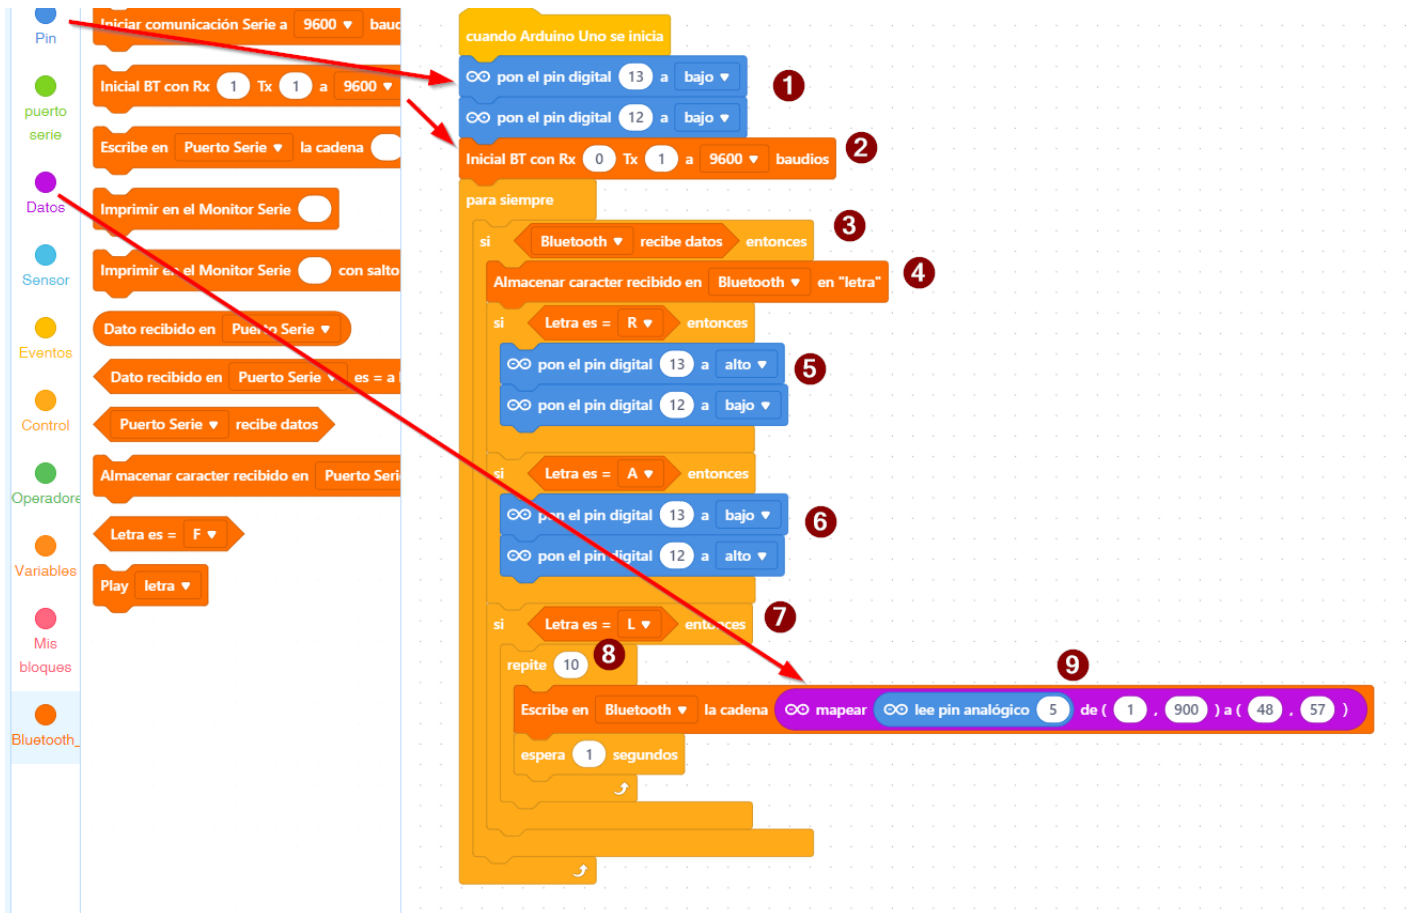 Pin
puerto
serie
Datos
Sensor
Eventos
Control
Operadore
Variables
Mis
bloques
Bluetooth_
Iniciar comunicación Serie a 9600 ▼ baud
Inicial BT con Rx 1 Tx 1 a 9600 ▼
Escribe en Puerto Serie ▼ la cadena
Imprimir en el Monitor Serie
Imprimir en el Monitor Serie con salto
Dato recibido en Puerto Serie ▼
Dato recibido en Puerto Serie ▼ es = a
Puerto Serie ▼ recibe datos
Almacenar caracter recibido en Puerto Seri
Letra es = F ▼
Play letra ▼
cuando Arduino Uno se inicia
pon el pin digital 13 a bajo ▼
1
pon el pin digital 12 a bajo ▼
Inicial BT con Rx 0 Tx 1 a 9600 ▼ baudios
2
para siempre
si Bluetooth ▼ recibe datos entonces
3
Almacenar caracter recibido en Bluetooth ▼ en "letra"
4
si Letra es = R ▼ entonces
pon el pin digital 13 a alto ▼
5
pon el pin digital 12 a bajo ▼
si Letra es = A ▼ entonces
pon el pin digital 13 a bajo ▼
6
pon el pin digital 12 a alto ▼
si Letra es = L ▼ entonces
7
repite 10
8
9
Escribe en Bluetooth ▼ la cadena mapear lee pin analógico 5 de ( 1 , 900 ) a ( 48 , 57 )
espera 1 segundos